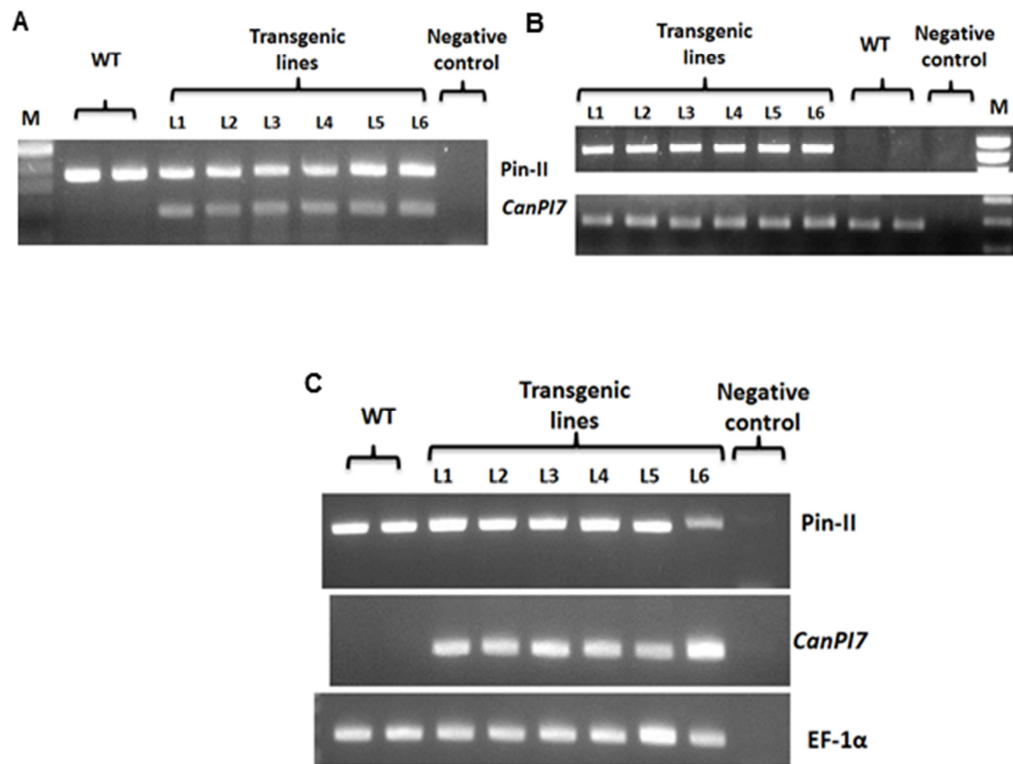 A
WT
Transgenic
lines
Negative
control
M
L1 L2 L3 L4 L5 L6
Pin-II
CanPI7
B
Transgenic
lines
WT
Negative
control
L1 L2 L3 L4 L5 L6
M
C
WT
Transgenic
lines
Negative
control
L1 L2 L3 L4 L5 L6
Pin-II
CanPI7
EF-1α